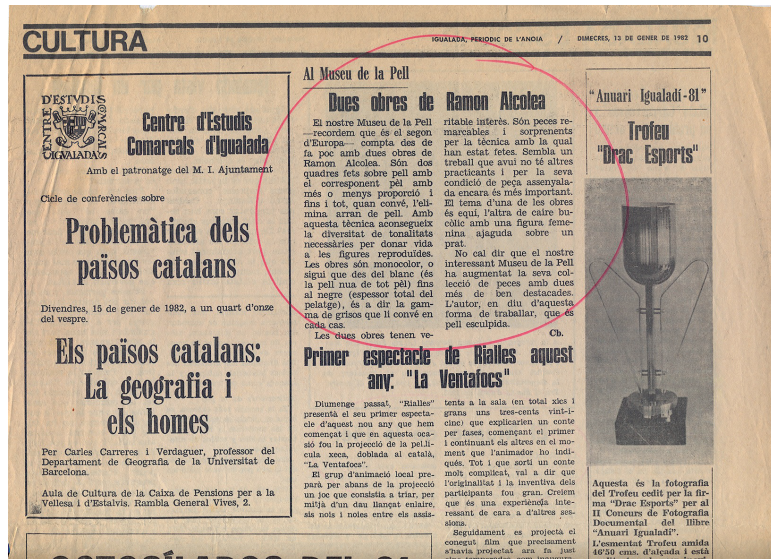 CULTURA
IGUALADA, PERIODIC DE L'ANOIA / DIMECRES, 13 DE GENER DE 1982 10
CENTRE D'ESTVDIS
COMARCALS
D'IGUALADA
Centre d'Estudis
Comarcals d'Igualada
Amb el patronatge del M. I. Ajuntament
Cicle de conferències sobre
Problemàtica dels
països catalans
Divendres, 15 de gener de 1982, a un quart d'onze
del vespre.
Els països catalans:
La geografia i
els homes
Per Carles Carreres i Verdaguer, professor del
Departament de Geografia de la Universitat de
Barcelona.
Aula de Cultura de la Caixa de Pensions per a la
Vellesa i d'Estalvis. Rambla General Vives, 2.
Al Museu de la Pell
Dues obres de Ramon Alcolea
El nostre Museu de la Pell
—recordem que és el segon
d'Europa— compta des de
fa poc amb dues obres de
Ramon Alcolea. Són dos
quadres fets sobre pell amb
el corresponent pèl amb
més o menys proporció i
fins i tot, quan convé, l'eli-
mina arran de pell. Amb
aquesta tècnica aconsegueix
la diversitat de tonalitats
necessàries per donar vida
a les figures reproduïdes.
Les obres són monocolor, o
sigui que des del blanc (és
la pell nua de tot pèl) fins
al negre (espessor total del
pelatge), és a dir la gam-
ma de grisos que li convé en
cada cas.
Les dues obres tenen ve-
ritable interès. Són peces re-
marcables i sorprenents
per la tècnica amb la qual
han estat fetes. Sembla un
treball que avui no té altres
practicants i per la seva
condició de peça assenyala-
da encara és més important.
El tema d'una de les obres
és equí, l'altra de caire bu-
còlic amb una figura feme-
nina ajaguda sobre un
prat.
No cal dir que el nostre
interessant Museu de la Pell
ha augmentat la seva col-
lecció de peces amb dues
més de ben destacades.
L'autor, en diu d'aquesta
forma de treballar, que és
pell esculpida.
Cb.
Primer espectacle de Rialles aquest
any: "La Ventafocs"
Diumenge passat, "Rialles"
presentà el seu primer especta-
cle d'aquest nou any que hem
començat i que en aquesta oca-
sió fou la projecció de la pel.lí-
cula xeca, doblada al català,
"La Ventafocs".
El grup d'animació local pre-
parà per abans de la projecció
un joc que consistia a triar, per
mitjà d'un dau llançat enlaire,
sis nois i noies entre els assis-
tents a la sala (en total xics i
grans uns tres-cents vint-i-
cinc) que explicarien un conte
per fases, començant el primer
i continuant els altres en el mo-
ment que l'animador ho indi-
qués. Tot i que sortí un conte
molt complicat, val a dir que
l'originalitat i la inventiva dels
participants fou gran. Creiem
que és una experiència inte-
ressant de cara a d'altres ses-
sions.
Seguidament es projectà el
conegut film que precisament
s'havia projectat ara fa just
"Anuari Igualadí-81"
Trofeu
"Drac Esports"
Aquesta és la fotografia
del Trofeu cedit per la fir-
ma "Drac Esports" per al
II Concurs de Fotografia
Documental del llibre
"Anuari Igualadí".
L'esmentat Trofeu amida
46'50 ems. d'alçada i està